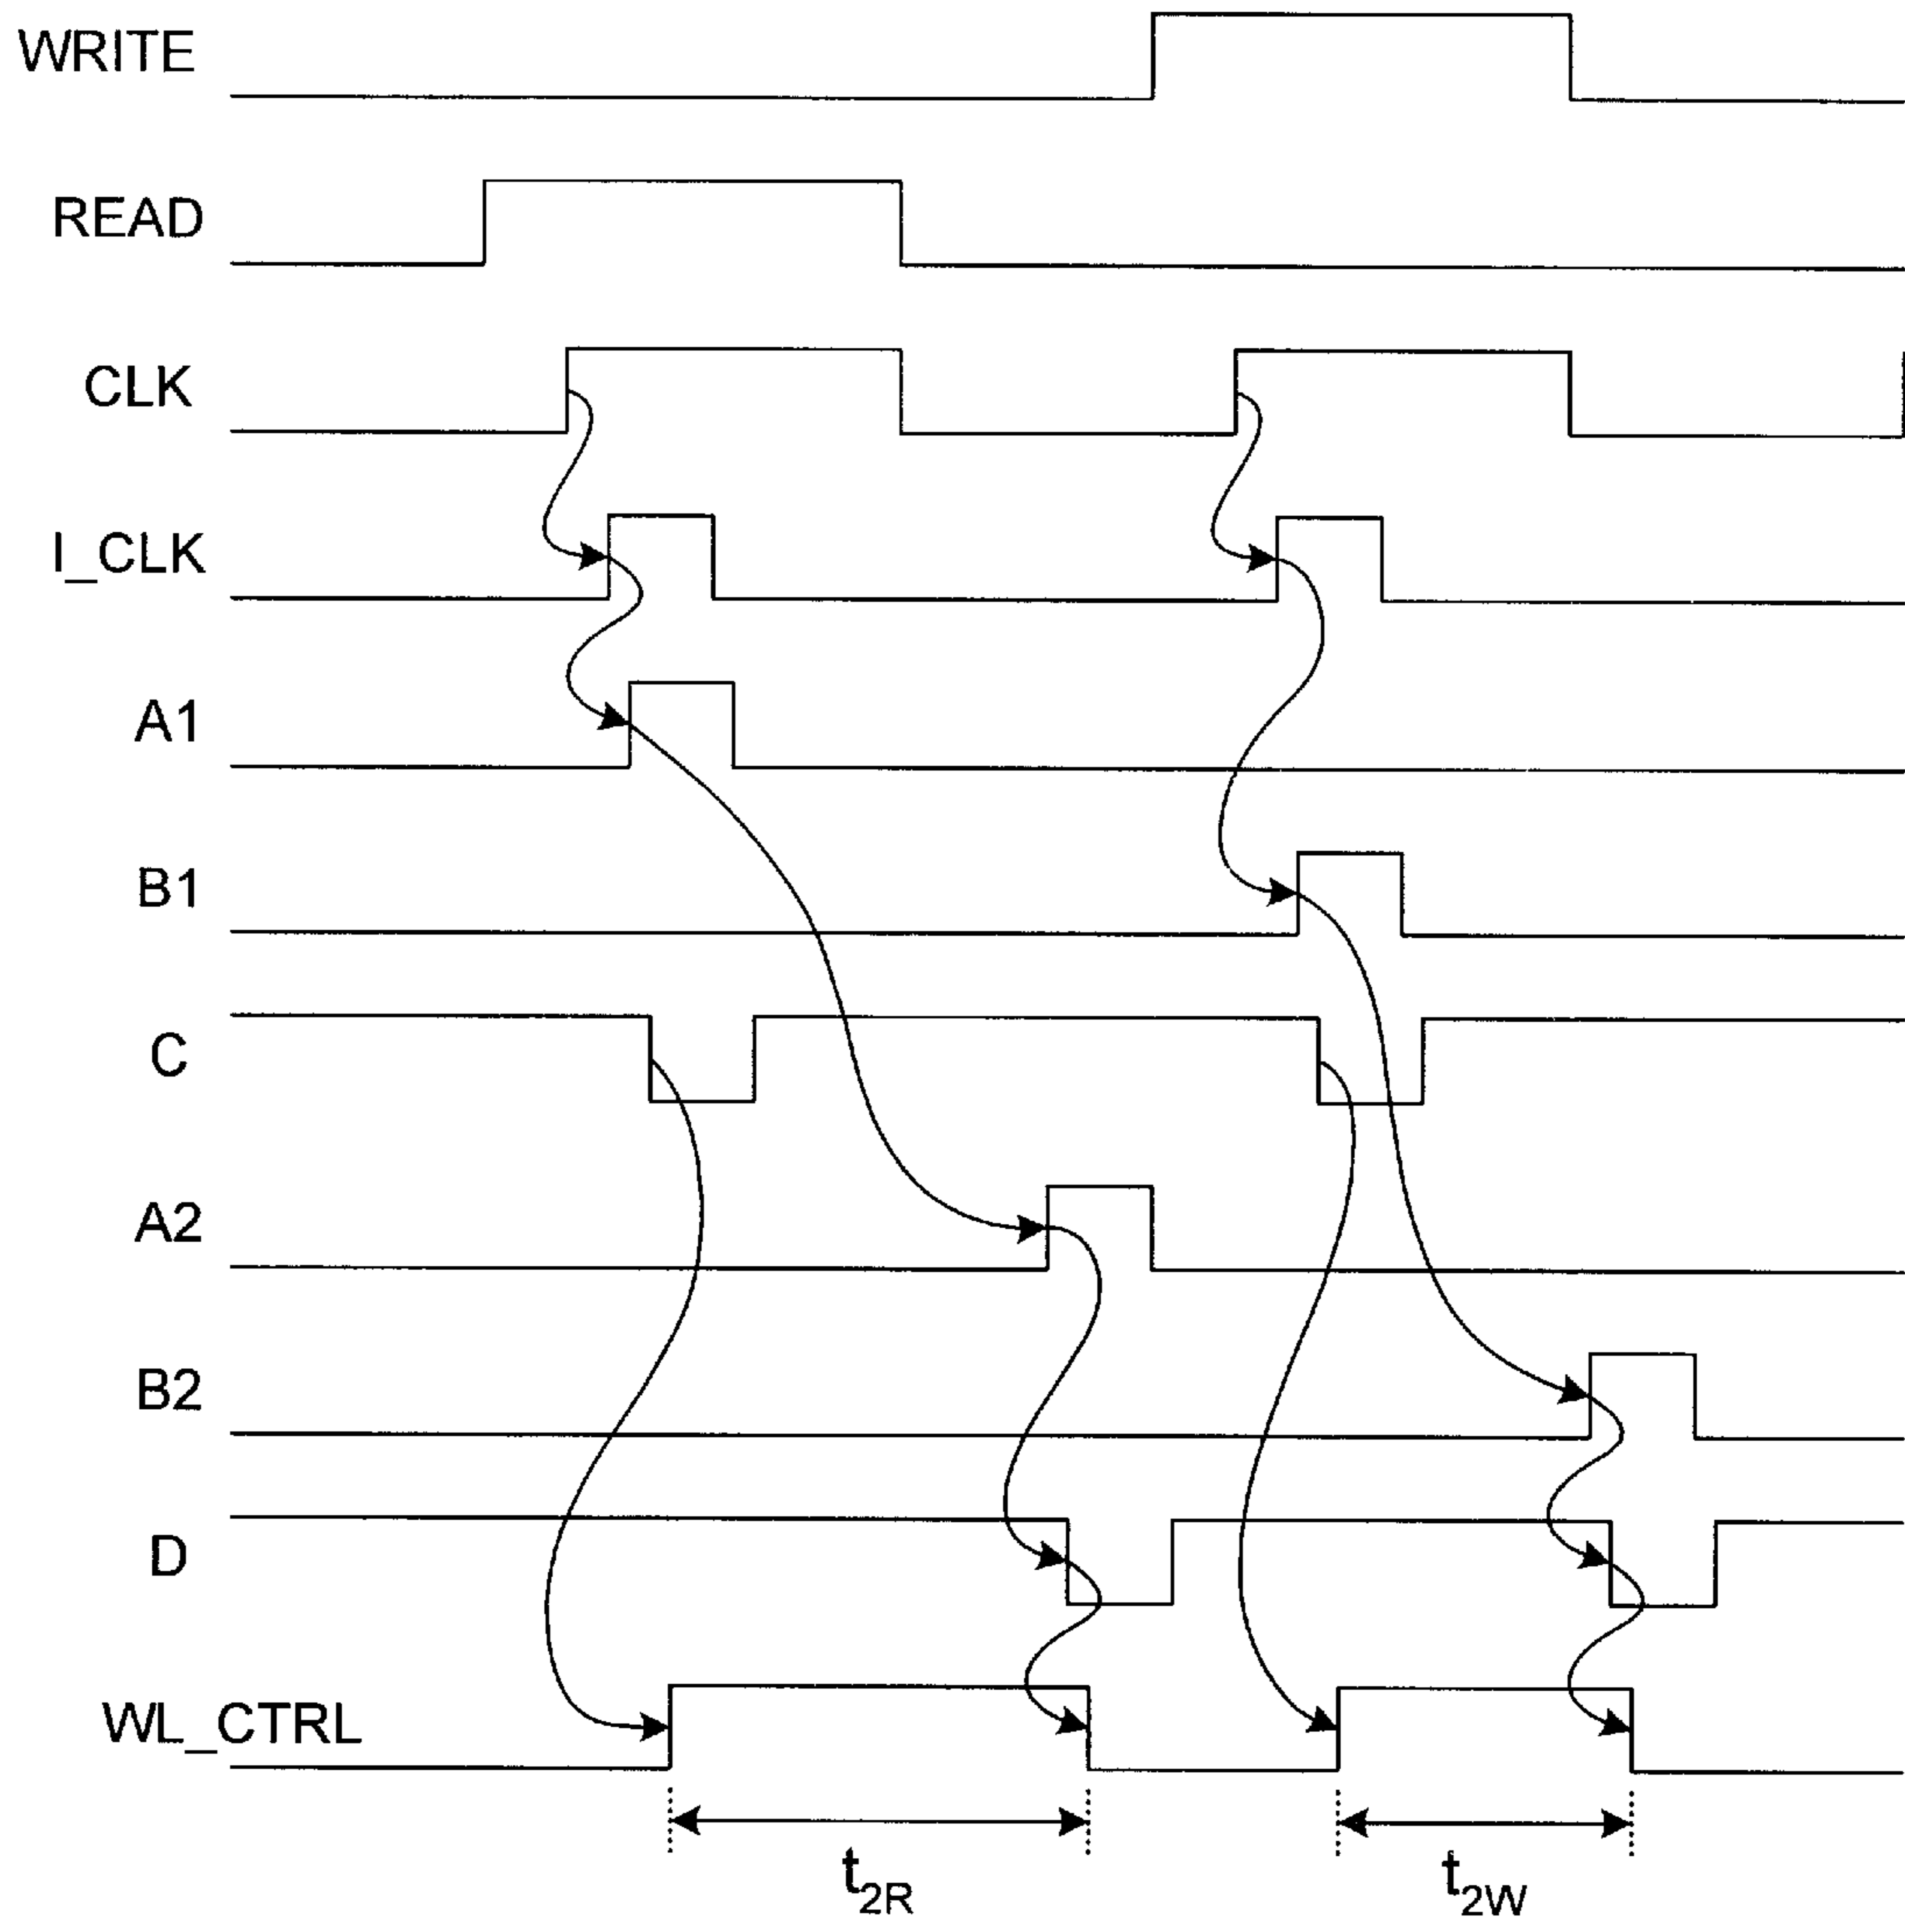 WRITE
READ
CLK
I_CLK
A1
B1
C
A2
B2
D
WL_CTRL
t2R t2W